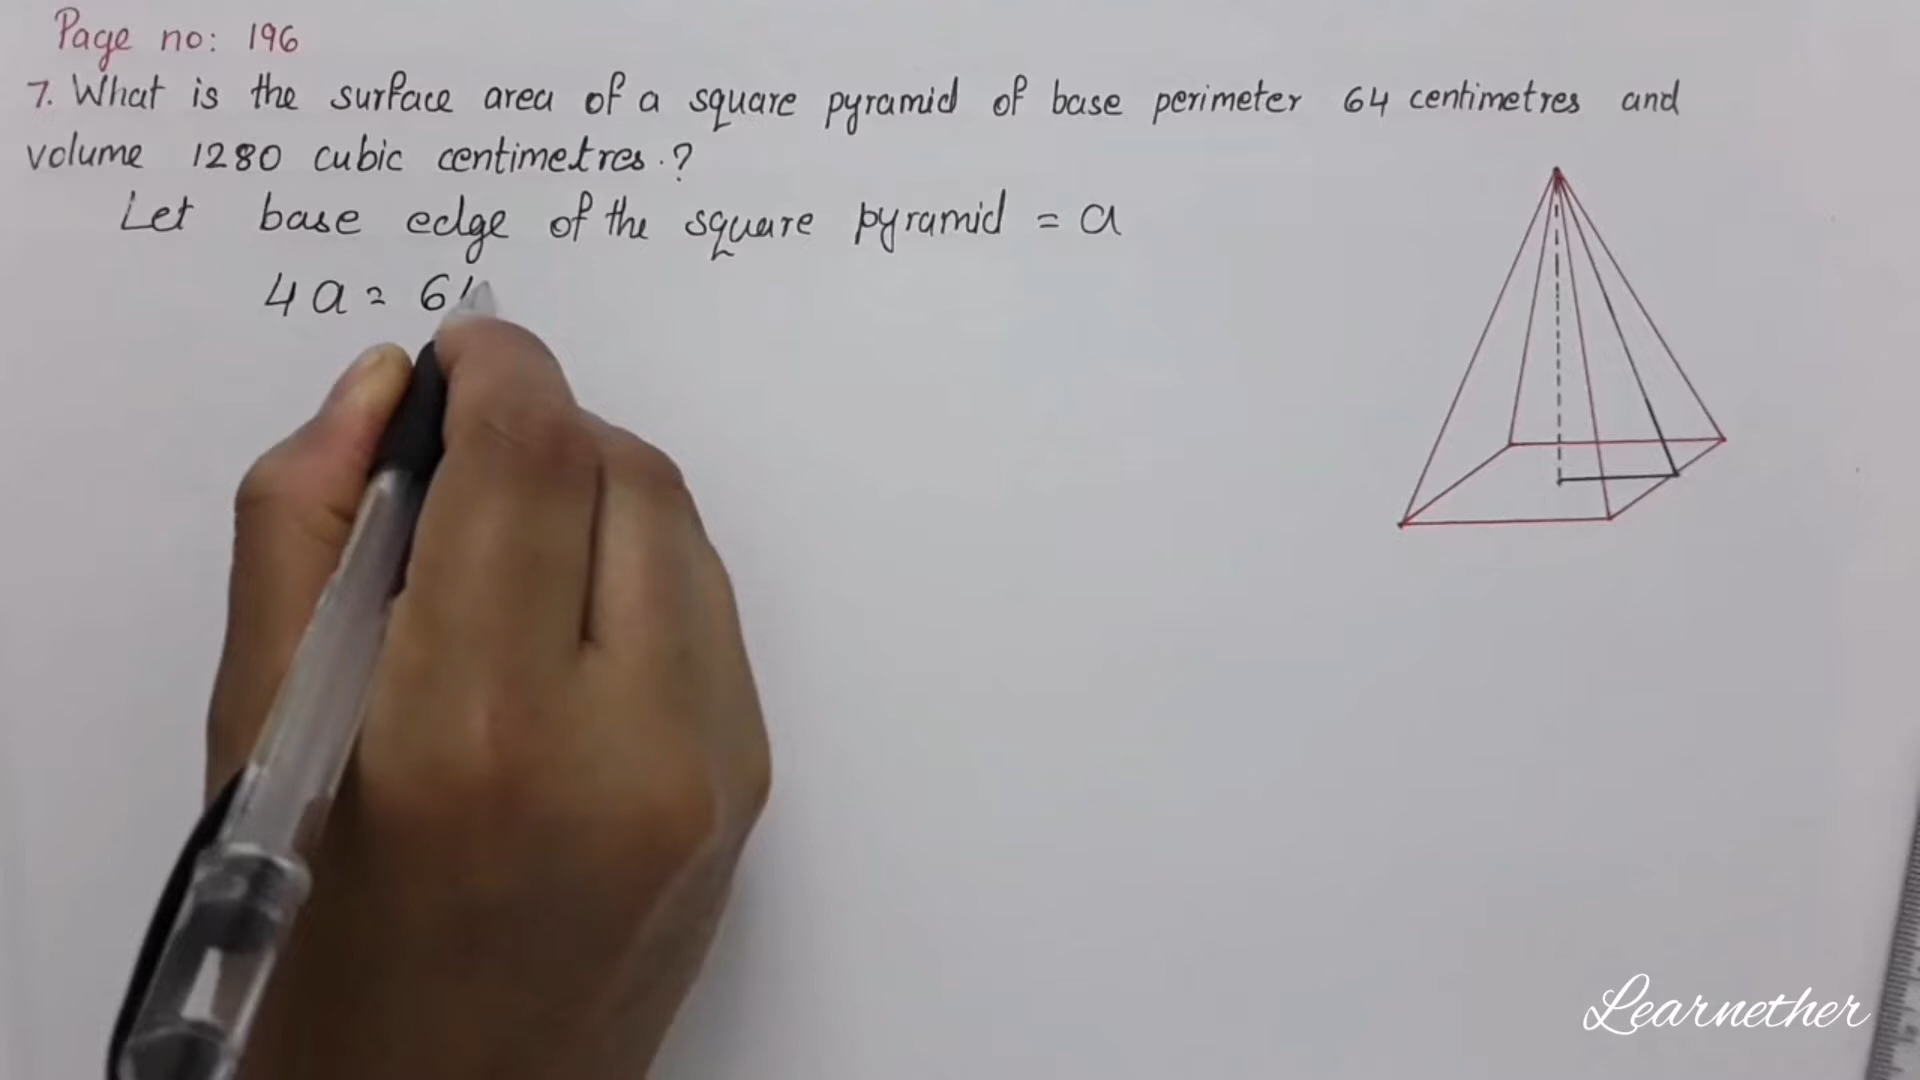 Page no: 196
7. What is the surface area of a square pyramid of base perimeter 64 centimetres and
volume 1280 cubic centimetres.?
Let base edge of the square pyramid = a
4a = 64
Learnether